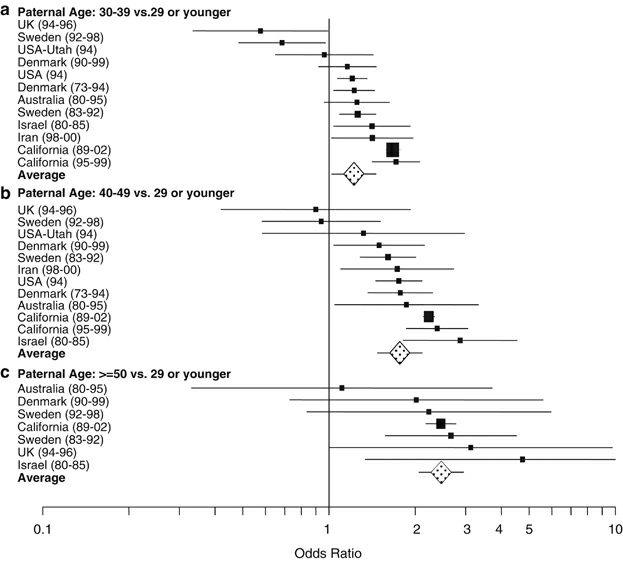 a Paternal Age: 30-39 vs.29 or younger
UK (94-96)
Sweden (92-98)
USA-Utah (94)
Denmark (90-99)
USA (94)
Denmark (73-94)
Australia (80-95)
Sweden (83-92)
Israel (80-85)
Iran (98-00)
California (89-02)
California (95-99)
Average
b Paternal Age: 40-49 vs. 29 or younger
UK (94-96)
Sweden (92-98)
USA-Utah (94)
Denmark (90-99)
Sweden (83-92)
Iran (98-00)
USA (94)
Denmark (73-94)
Australia (80-95)
California (89-02)
California (95-99)
Israel (80-85)
Average
c Paternal Age: >=50 vs. 29 or younger
Australia (80-95)
Denmark (90-99)
Sweden (92-98)
California (89-02)
Sweden (83-92)
UK (94-96)
Israel (80-85)
Average
0.1 1 2 3 4 5 10
Odds Ratio